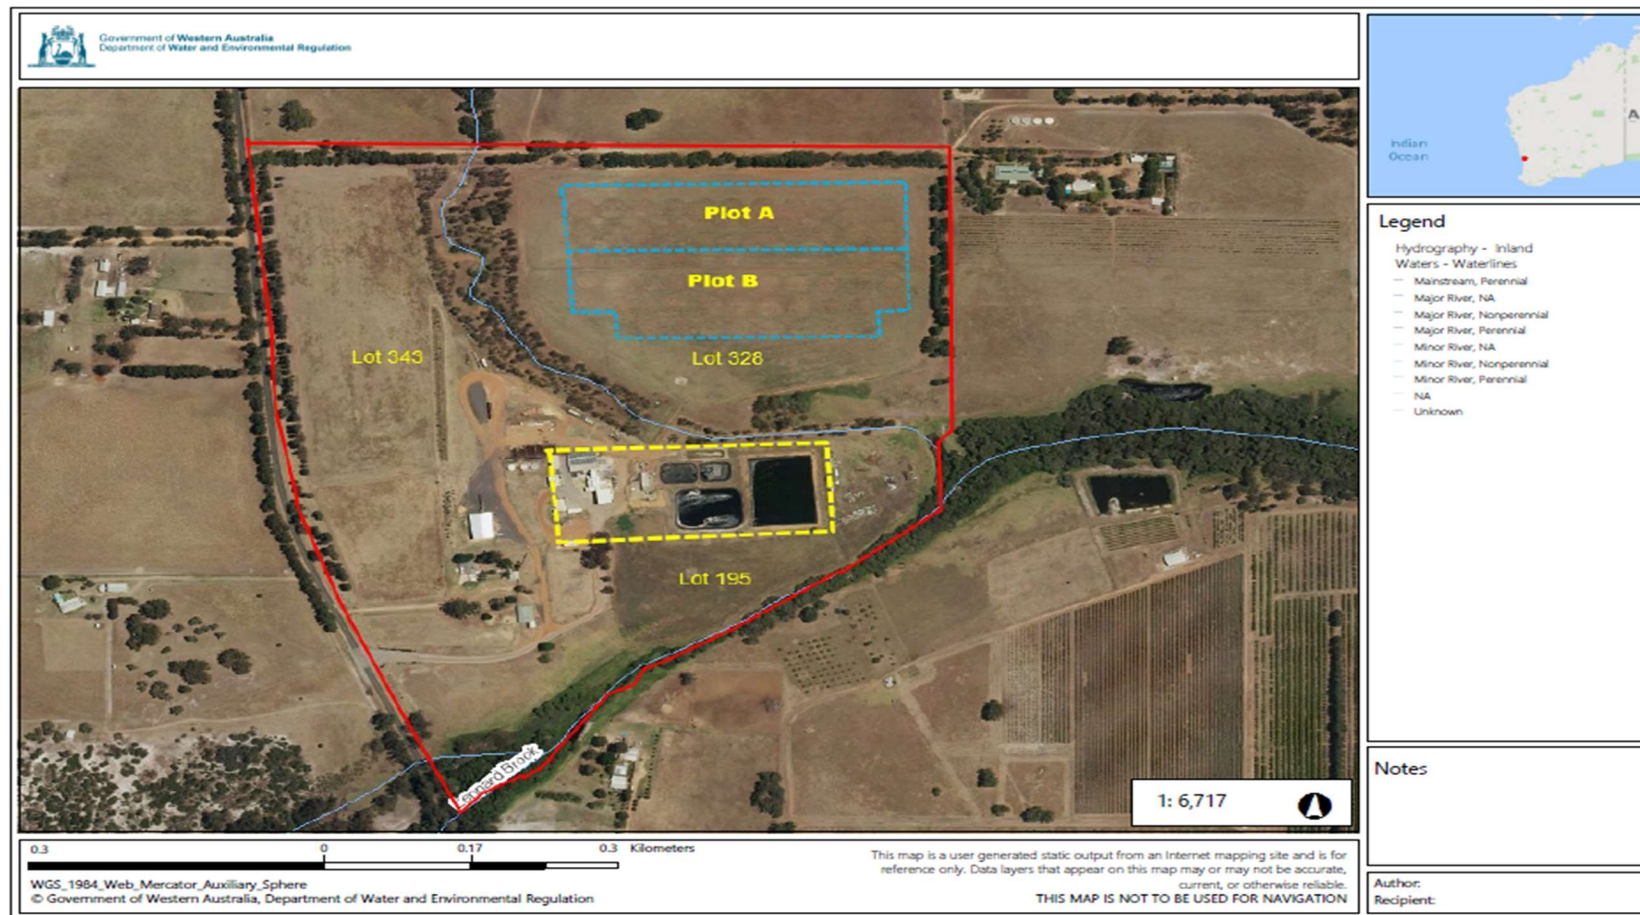 Government of Western Australia
Department of Water and Environmental Regulation
Indian
Ocean
A
Plot A
Plot B
Lot 343
Lot 328
Lot 195
Lennard Brook
1: 6,717
Legend
Hydrography - Inland
Waters - Waterlines
Mainstream, Perennial
Major River, NA
Major River, Nonperennial
Major River, Perennial
Minor River, NA
Minor River, Nonperennial
Minor River, Perennial
NA
Unknown
Notes
0.3 0 0.17 0.3 Kilometers
WGS_1984_Web_Mercator_Auxiliary_Sphere
© Government of Western Australia, Department of Water and Environmental Regulation
This map is a user generated static output from an Internet mapping site and is for
reference only. Data layers that appear on this map may or may not be accurate,
current, or otherwise reliable.
THIS MAP IS NOT TO BE USED FOR NAVIGATION
Author:
Recipient: